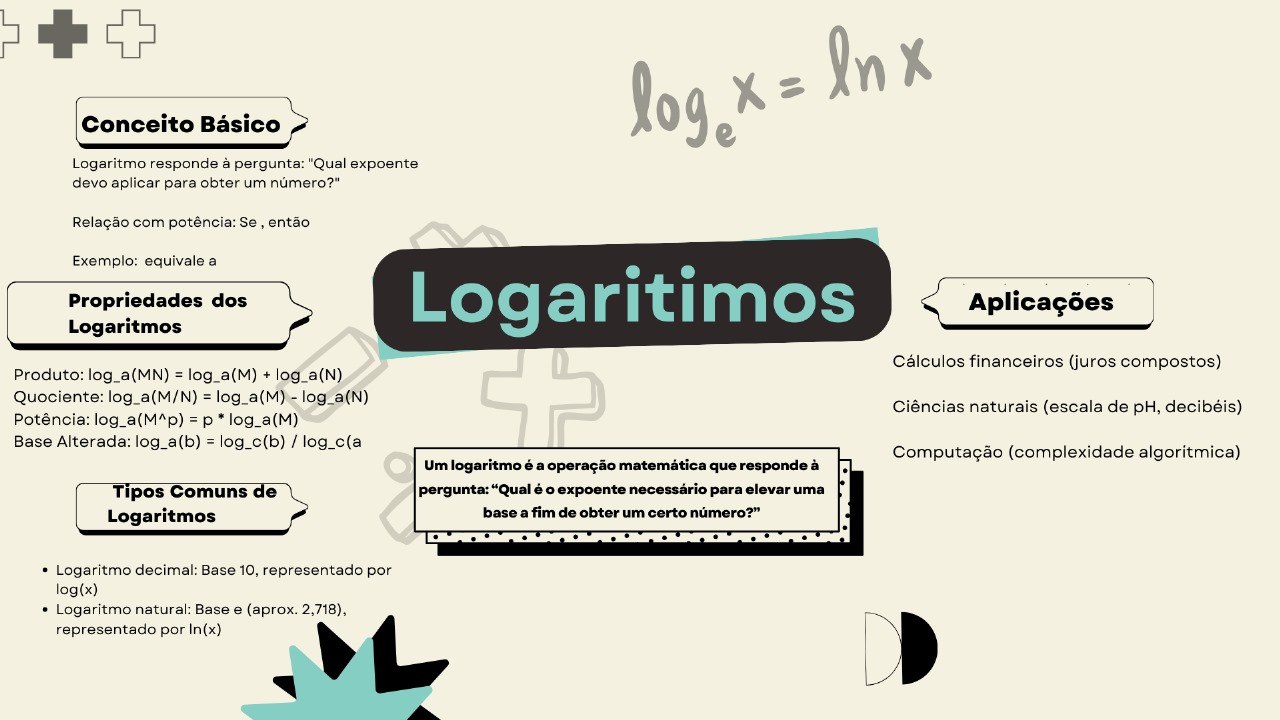 log_e x = ln x
Conceito Básico
Logaritmo responde à pergunta: "Qual expoente
devo aplicar para obter um número?"
Relação com potência: Se , então
Exemplo:  equivale a
Propriedades  dos
Logaritmos
Produto: log_a(MN) = log_a(M) + log_a(N)
Quociente: log_a(M/N) = log_a(M) - log_a(N)
Potência: log_a(M^p) = p * log_a(M)
Base Alterada: log_a(b) = log_c(b) / log_c(a
Tipos Comuns de
Logaritmos
• Logaritmo decimal: Base 10, representado por
log(x)
• Logaritmo natural: Base e (aprox. 2,718),
representado por ln(x)
Logaritimos
Um logaritmo é a operação matemática que responde à
pergunta: “Qual é o expoente necessário para elevar uma
base a fim de obter um certo número?”
Aplicações
Cálculos financeiros (juros compostos)
Ciências naturais (escala de pH, decibéis)
Computação (complexidade algorítmica)